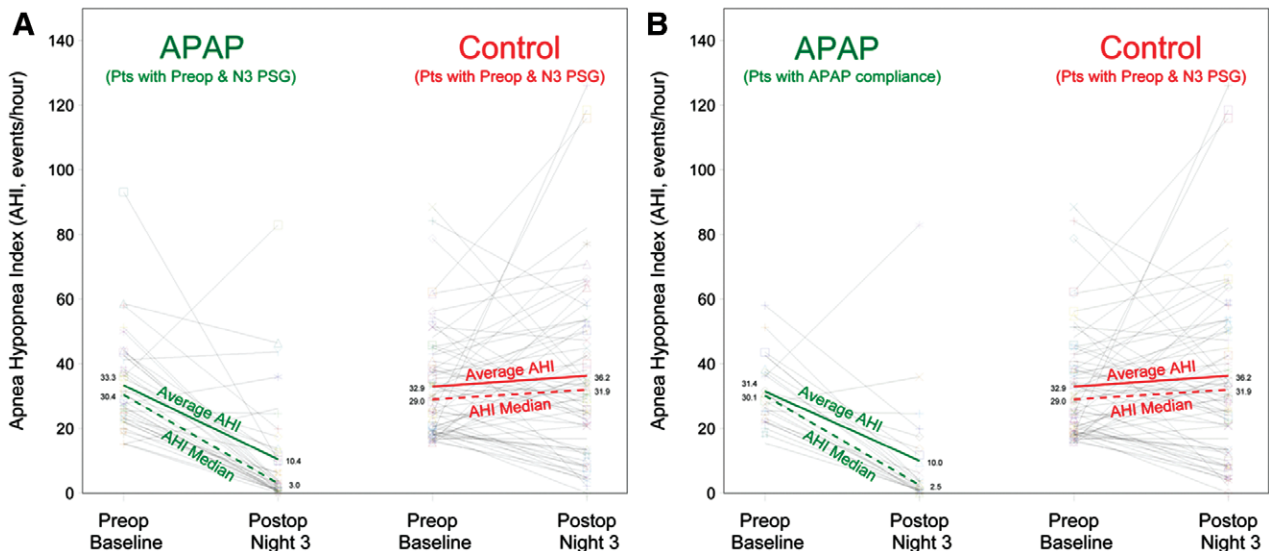 A
Apnea Hypopnea Index (AHI, events/hour)
140
120
100
80
60
40
20
0
APAP
(Pts with Preop & N3 PSG)
Control
(Pts with Preop & N3 PSG)
33.3
30.4
Average AHI
AHI Median
10.4
3.0
32.9
29.0
Average AHI
AHI Median
36.2
31.9
Preop
Baseline
Postop
Night 3
Preop
Baseline
Postop
Night 3
B
Apnea Hypopnea Index (AHI, events/hour)
140
120
100
80
60
40
20
0
APAP
(Pts with APAP compliance)
Control
(Pts with Preop & N3 PSG)
31.4
30.1
Average AHI
AHI Median
10.0
2.5
32.9
29.0
Average AHI
AHI Median
36.2
31.9
Preop
Baseline
Postop
Night 3
Preop
Baseline
Postop
Night 3